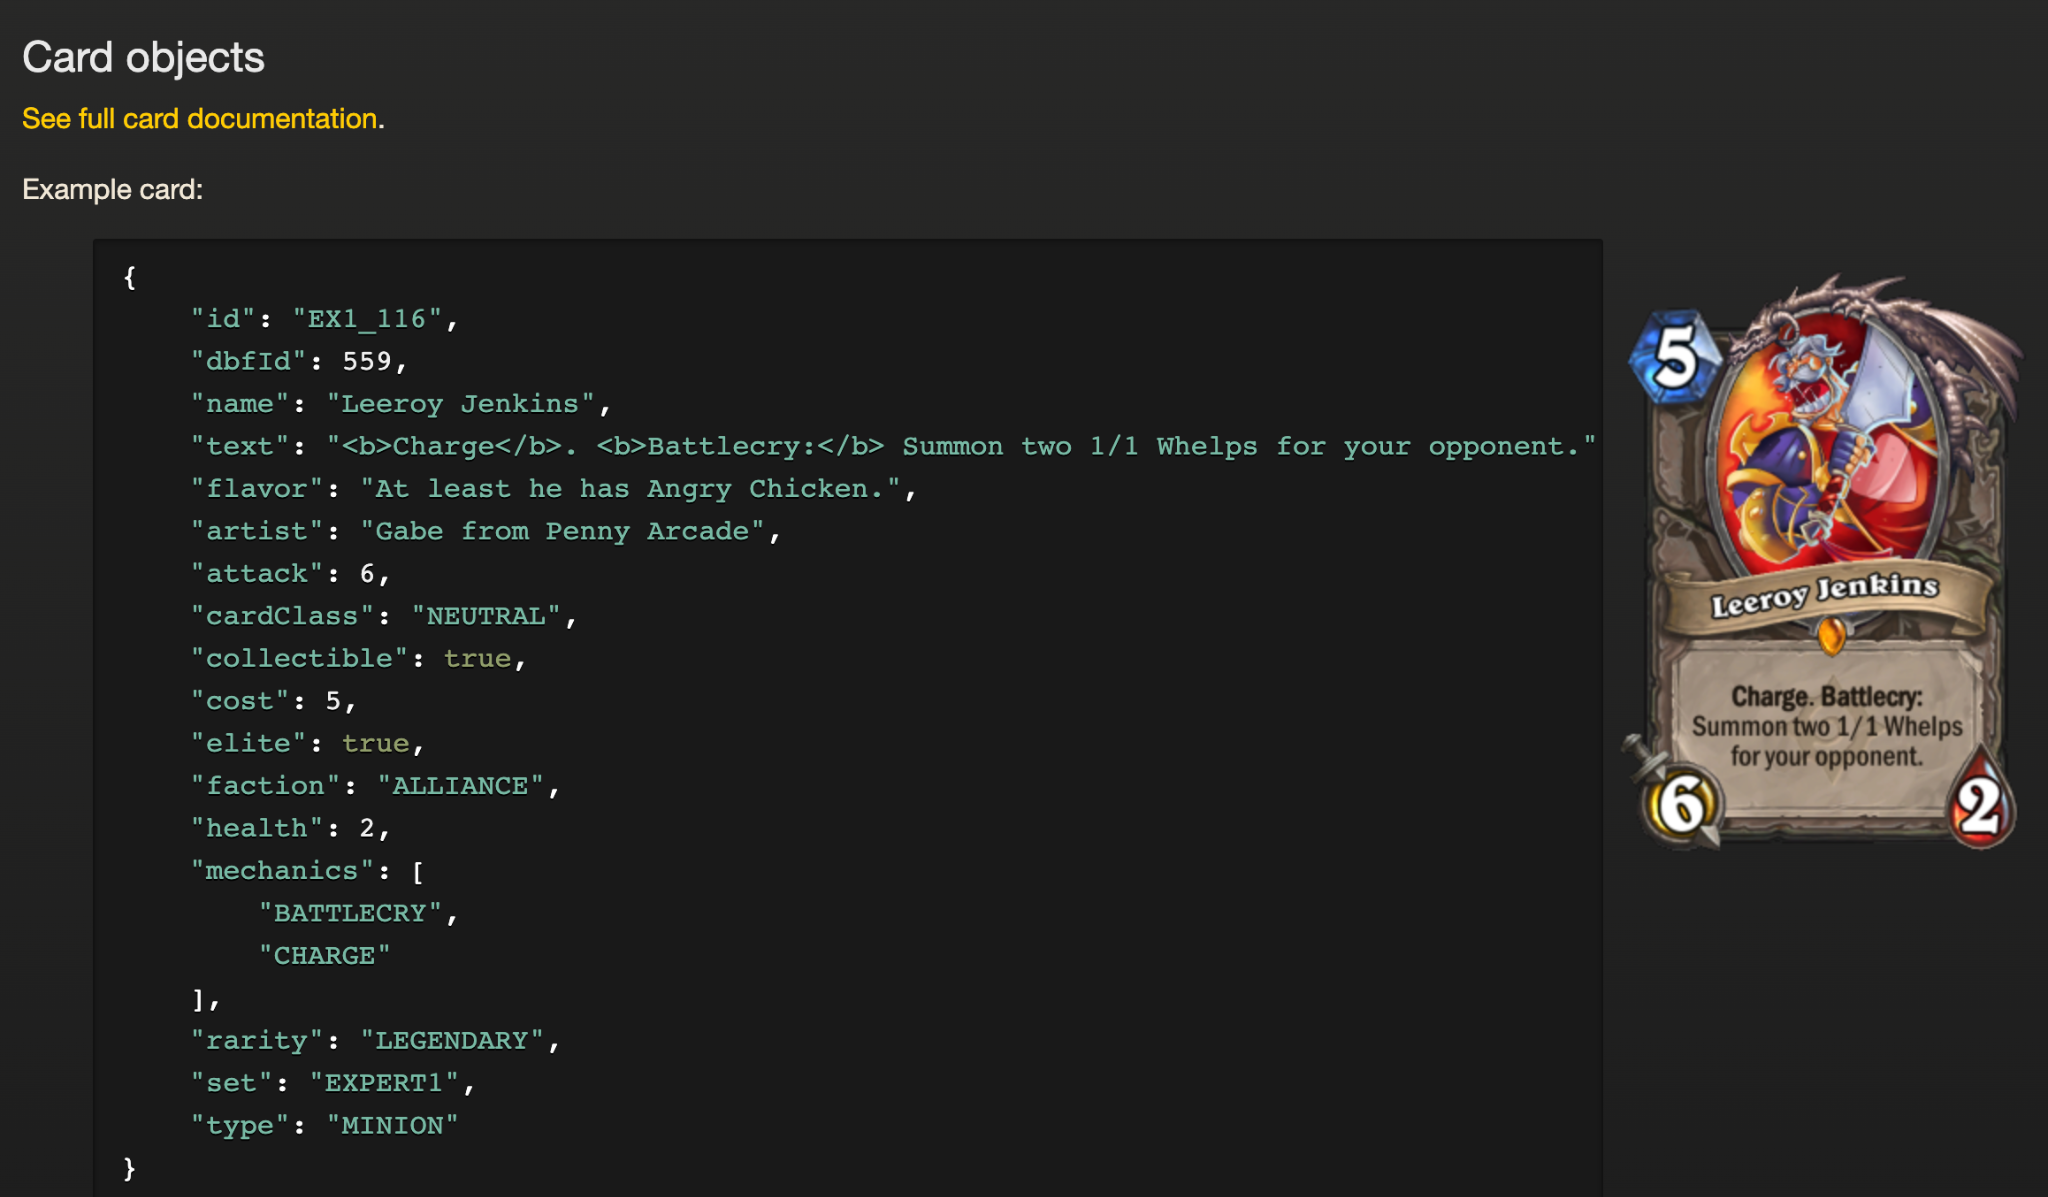 Card objects
See full card documentation.
Example card:
{
"id": "EX1_116",
"dbfId": 559,
"name": "Leeroy Jenkins",
"text": "<b>Charge</b>. <b>Battlecry:</b> Summon two 1/1 Whelps for your opponent."
"flavor": "At least he has Angry Chicken.",
"artist": "Gabe from Penny Arcade",
"attack": 6,
"cardClass": "NEUTRAL",
"collectible": true,
"cost": 5,
"elite": true,
"faction": "ALLIANCE",
"health": 2,
"mechanics": [
"BATTLECRY",
"CHARGE"
],
"rarity": "LEGENDARY",
"set": "EXPERT1",
"type": "MINION"
}
5
Leeroy Jenkins
Charge. Battlecry:
Summon two 1/1 Whelps
for your opponent.
6
2